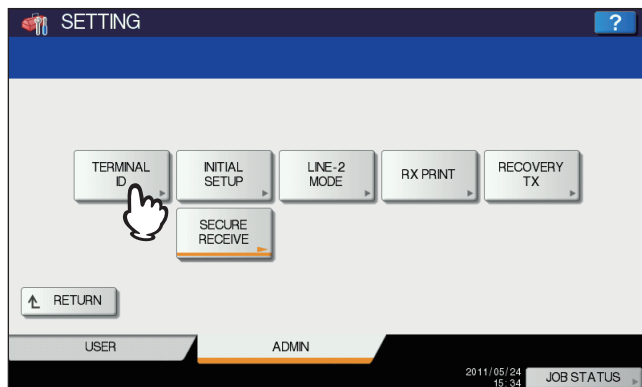 SETTING
?
TERMINAL
ID
INITIAL
SETUP
LINE-2
MODE
RX PRINT
RECOVERY
TX
SECURE
RECEIVE
RETURN
USER
ADMIN
2011/05/24
15:34
JOB STATUS